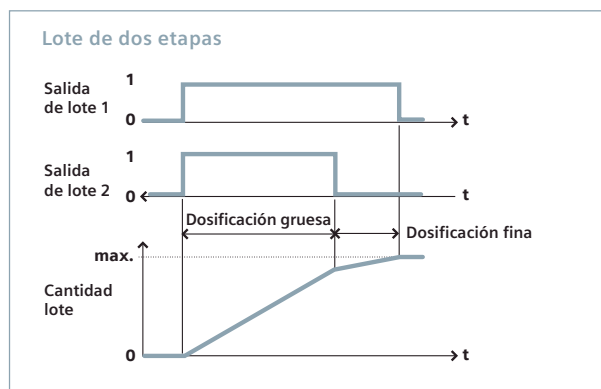 Lote de dos etapas
Salida
de lote 1
1
0
t
Salida
de lote 2
1
0
t
Dosificación gruesa
Dosificación fina
max.
Cantidad
lote
0
t